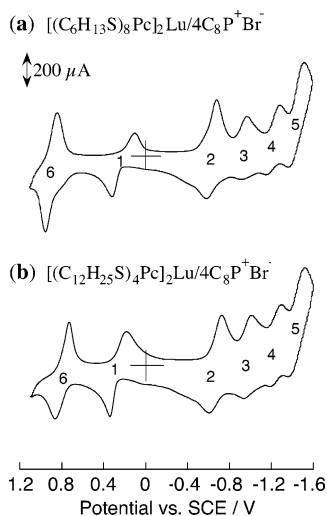 (a) [(C₆H₁₃S)₈Pc]₂Lu/4C₈P⁺Br⁻
200 μA
5
1
6 2 3 4
(b) [(C₁₂H₂₅S)₄Pc]₂Lu/4C₈P⁺Br⁻
5
1
6 2 3 4
1.2 0.8 0.4 0 -0.4 -0.8 -1.2 -1.6
Potential vs. SCE / V